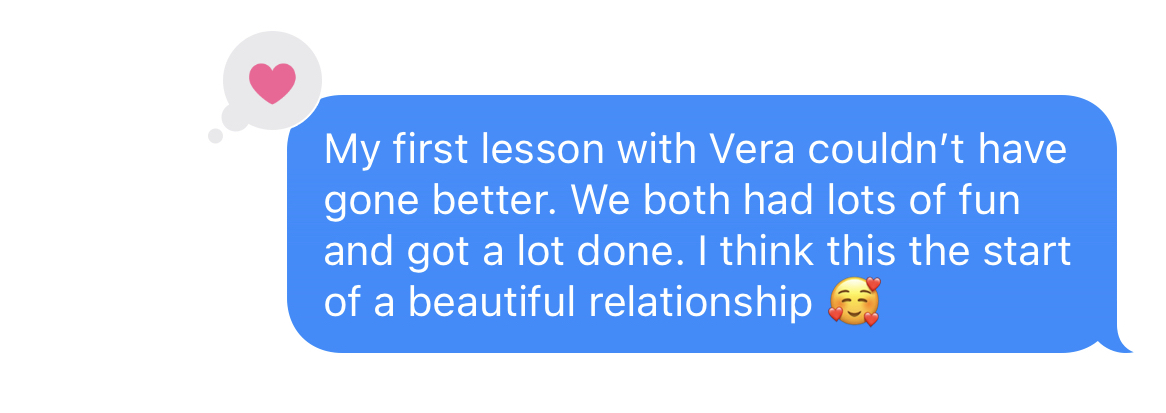 My first lesson with Vera couldn’t have
gone better. We both had lots of fun
and got a lot done. I think this the start
of a beautiful relationship 🥰